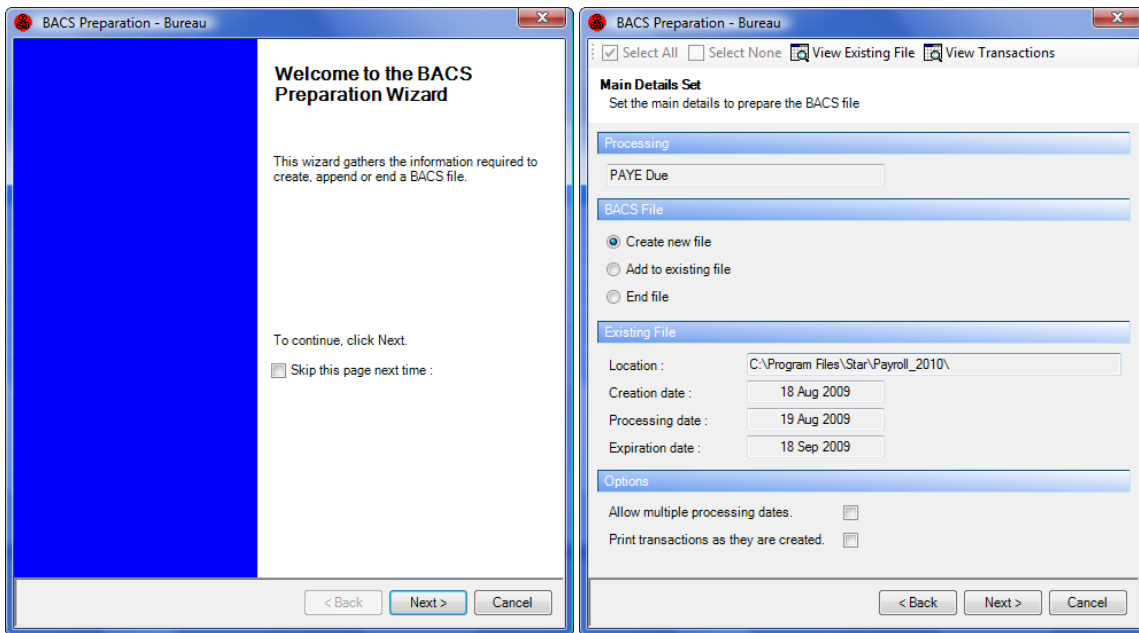 BACS Preparation - Bureau
Welcome to the BACS
Preparation Wizard
This wizard gathers the information required to
create, append or end a BACS file.
To continue, click Next.
Skip this page next time :
< Back Next > Cancel
BACS Preparation - Bureau
Select All Select None View Existing File View Transactions
Main Details Set
Set the main details to prepare the BACS file
Processing
PAYE Due
BACS File
Create new file
Add to existing file
End file
Existing File
Location : C:\Program Files\Star\Payroll_2010\
Creation date : 18 Aug 2009
Processing date : 19 Aug 2009
Expiration date : 18 Sep 2009
Options
Allow multiple processing dates.
Print transactions as they are created.
< Back Next > Cancel